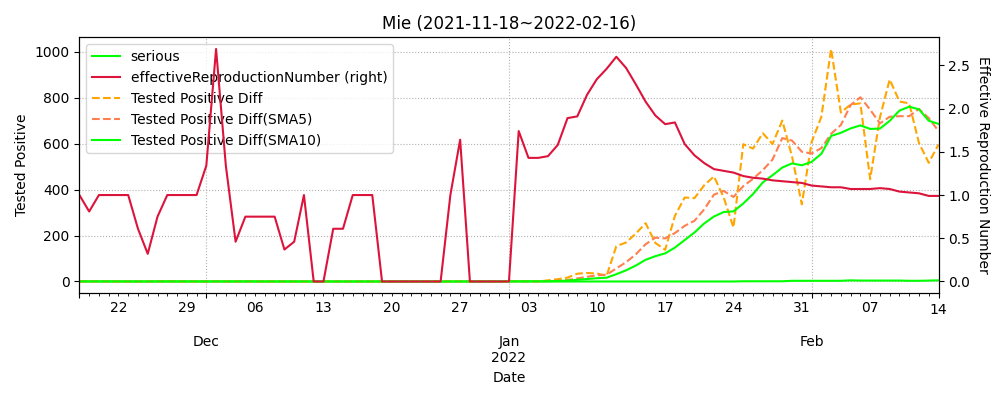 Mie (2021-11-18~2022-02-16)
serious
effectiveReproductionNumber (right)
Tested Positive Diff
Tested Positive Diff(SMA5)
Tested Positive Diff(SMA10)
Tested Positive
1000
800
600
400
200
0
Effective Reproduction Number
2.5
2.0
1.5
1.0
0.5
0.0
22 29 06 13 20 27 03 10 17 24 31 07 14
Dec Jan Feb
2022
Date